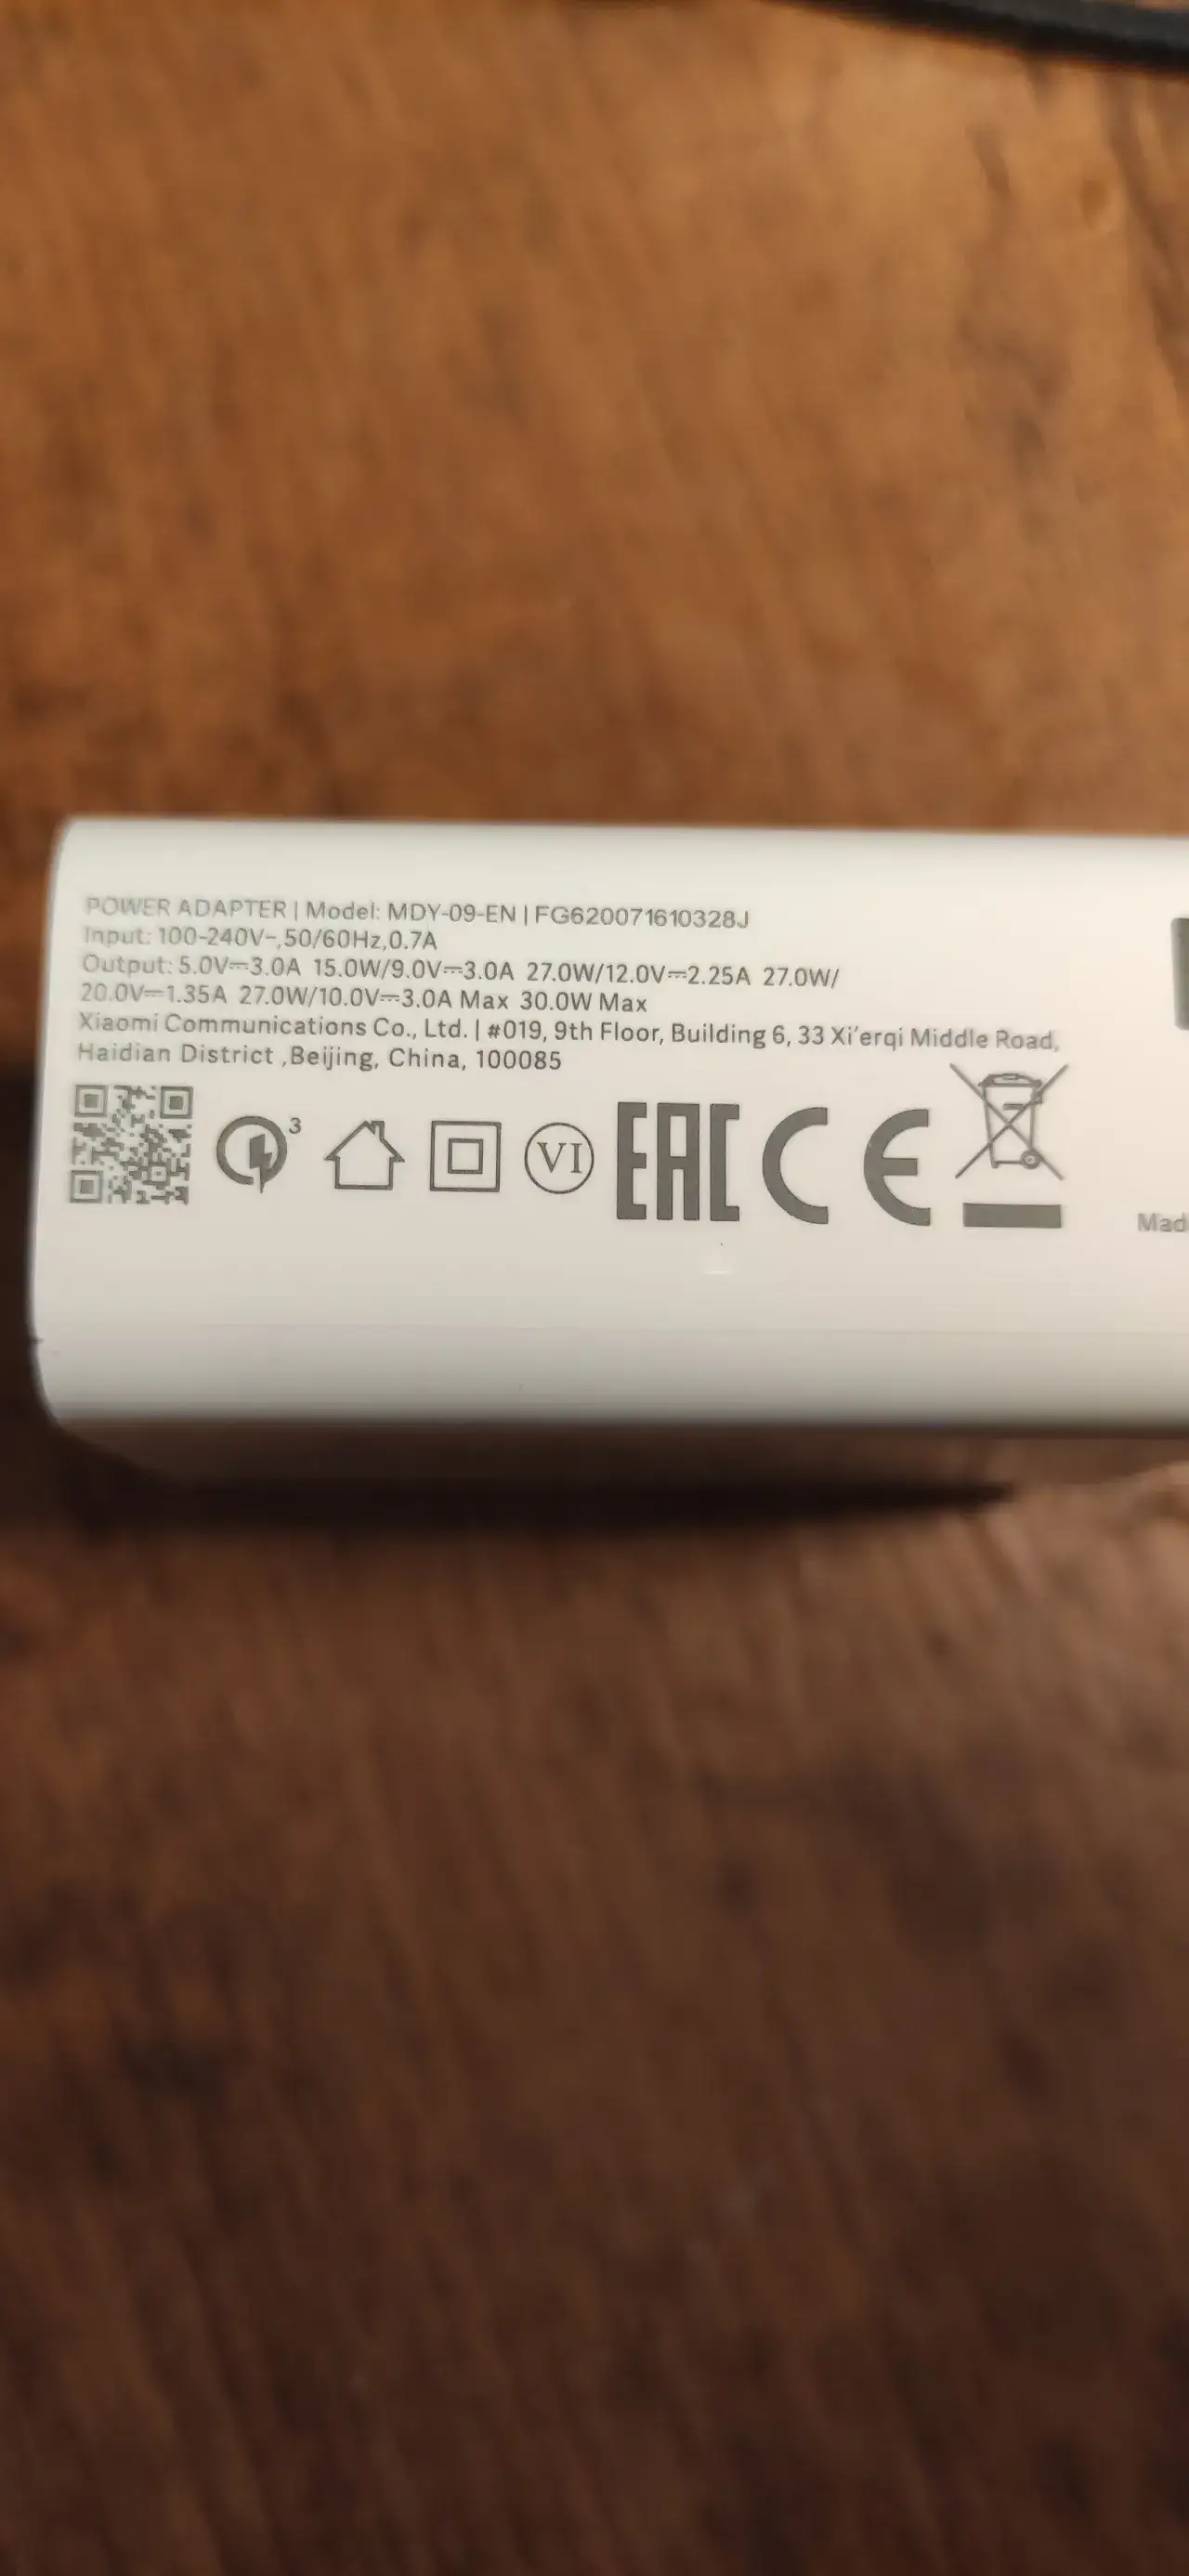 POWER ADAPTER | Model: MDY-09-EN | FG620071610328J
Input: 100-240V~,50/60Hz,0.7A
Output: 5.0V⎓3.0A 15.0W/9.0V⎓3.0A 27.0W/12.0V⎓2.25A 27.0W/
20.0V⎓1.35A 27.0W/10.0V⎓3.0A Max 30.0W Max
Xiaomi Communications Co., Ltd. | #019, 9th Floor, Building 6, 33 Xi'erqi Middle Road,
Haidian District ,Beijing, China, 100085
3 VI EAC CE
Mad